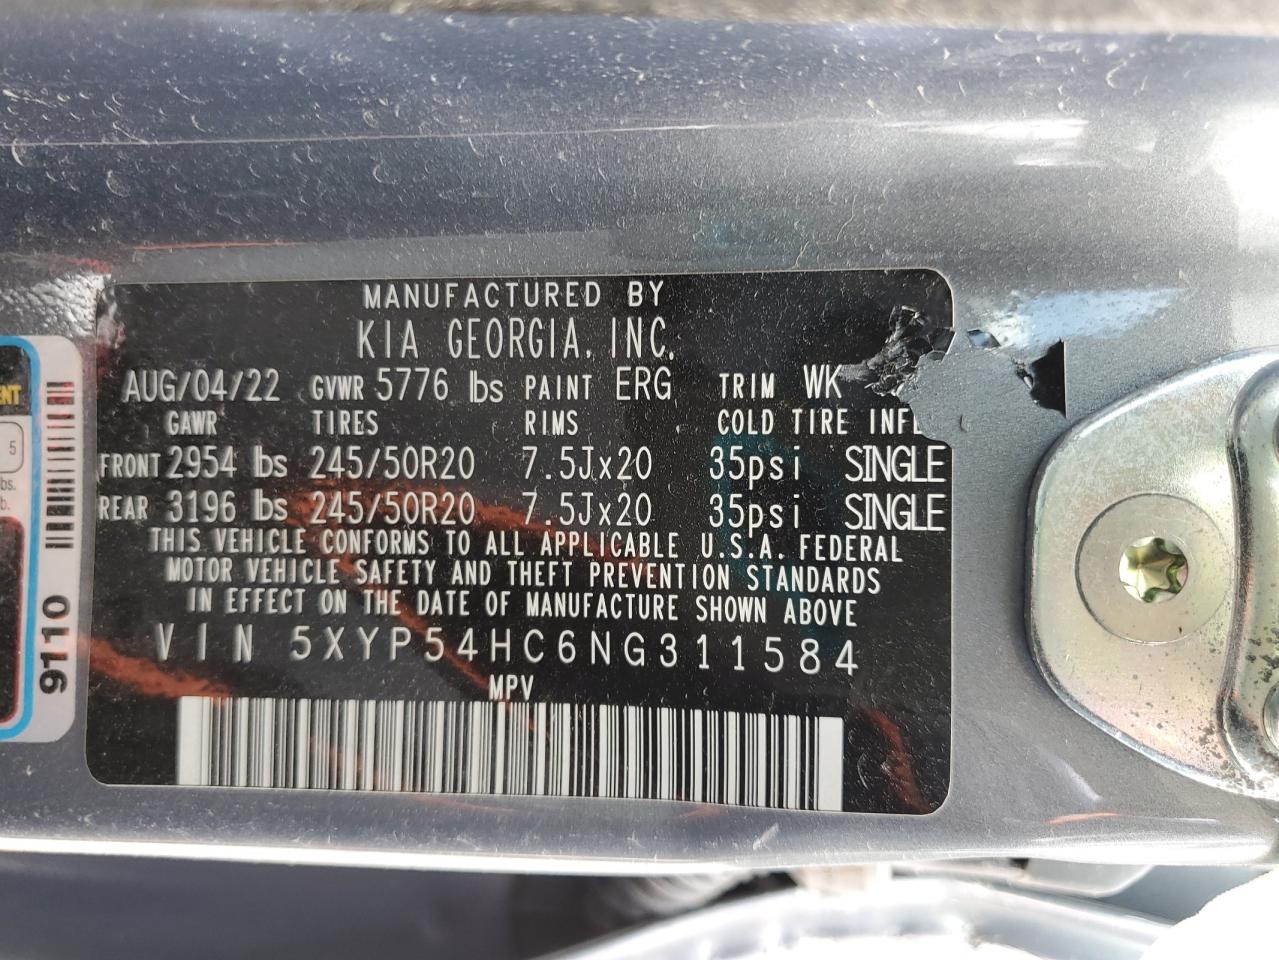 MANUFACTURED BY
KIA GEORGIA, INC.
AUG/04/22 GVWR 5776 lbs PAINT ERG TRIM WK
GAWR TIRES RIMS COLD TIRE INFL
FRONT 2954 lbs 245/50R20 7.5Jx20 35psi SINGLE
REAR 3196 lbs 245/50R20 7.5Jx20 35psi SINGLE
THIS VEHICLE CONFORMS TO ALL APPLICABLE U.S.A. FEDERAL
MOTOR VEHICLE SAFETY AND THEFT PREVENTION STANDARDS
IN EFFECT ON THE DATE OF MANUFACTURE SHOWN ABOVE
VIN 5XYP54HC6NG311584
MPV
5
9110